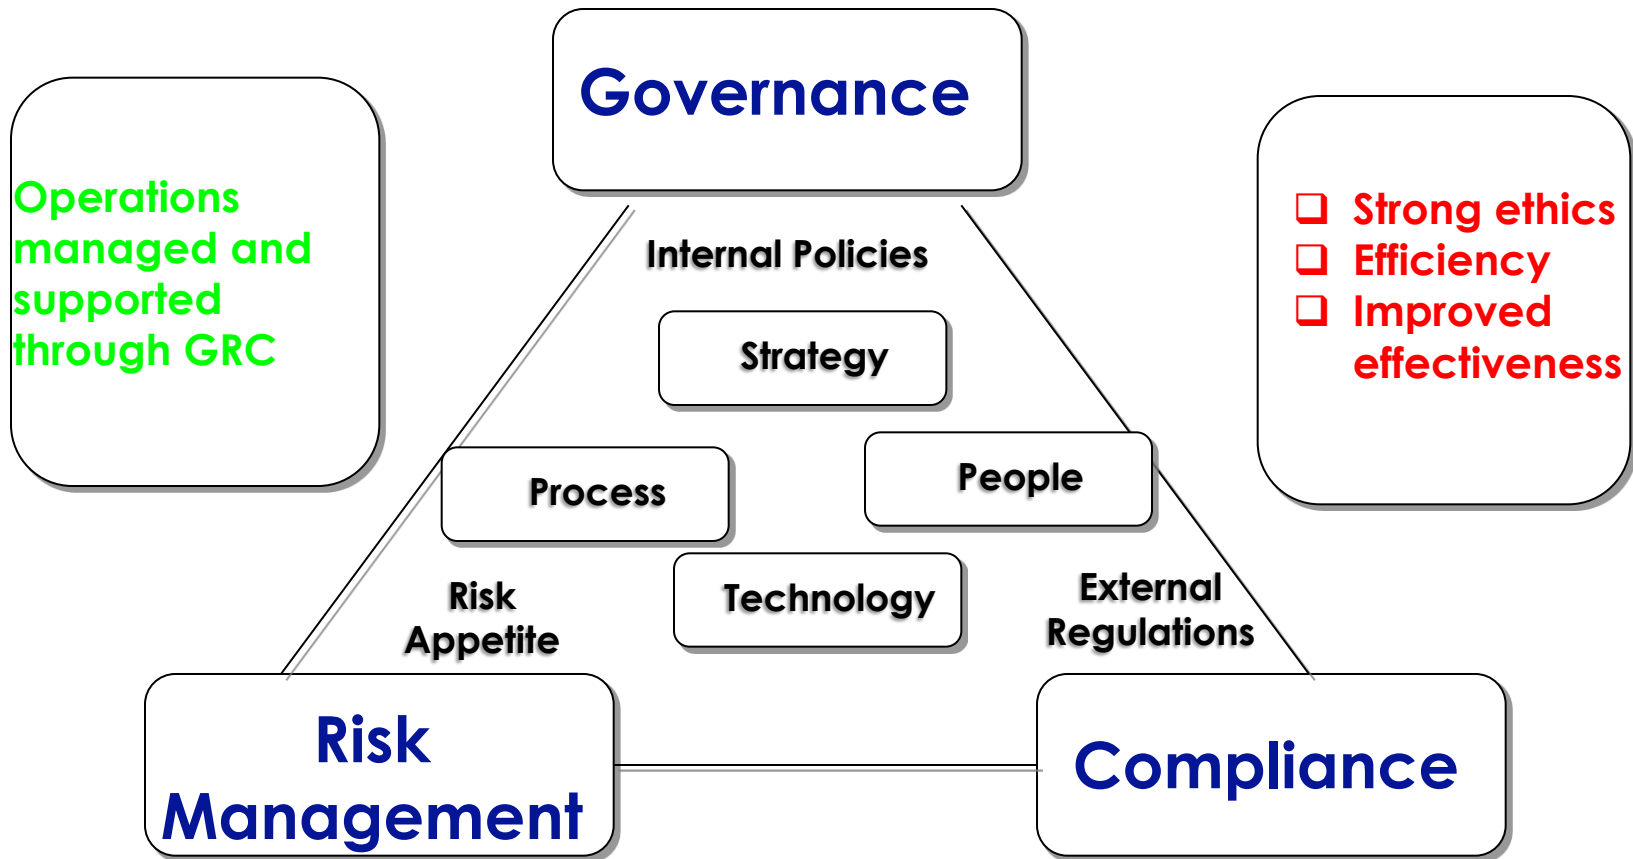 Governance
Operations
managed and
supported
through GRC
❑ Strong ethics
❑ Efficiency
❑ Improved
effectiveness
Internal Policies
Strategy
Process
People
Technology
Risk
Appetite
External
Regulations
Risk
Management
Compliance